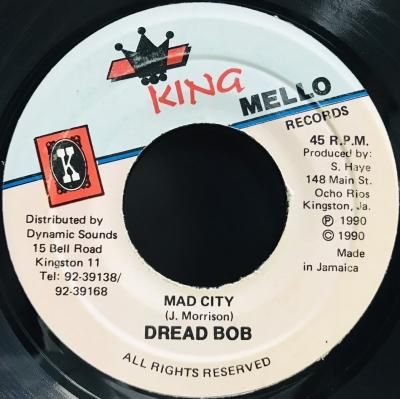 KING
MELLO
RECORDS
K
45 R.P.M.
Produced by:
S. Haye
148 Main St.
Ocho Rios
Kingston, Ja.
Ⓟ 1990
© 1990
Made
in Jamaica
Distributed by
Dynamic Sounds
15 Bell Road
Kingston 11
Tel: 92-39138/
92-39168
MAD CITY
(J. Morrison)
DREAD BOB
ALL RIGHTS RESERVED